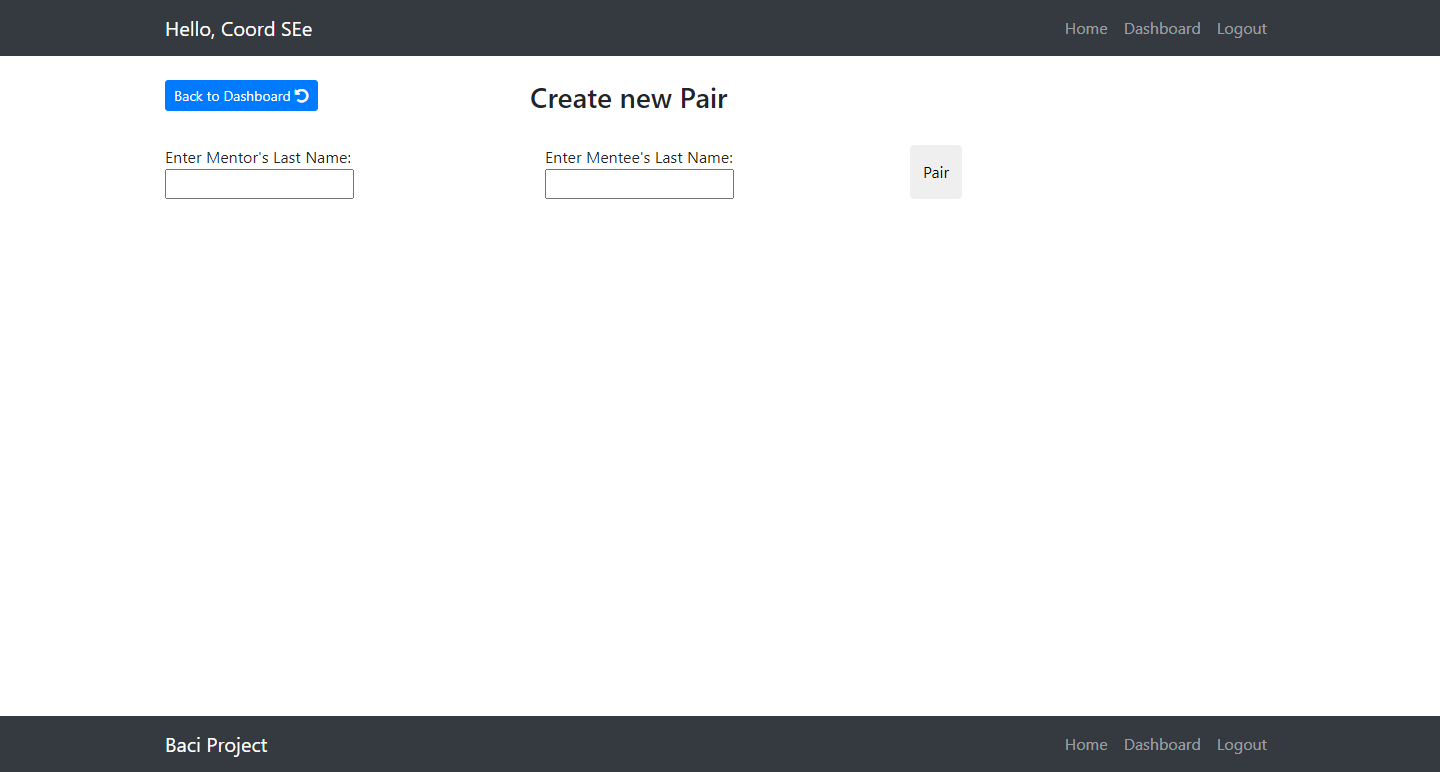 Hello, Coord SEe
Home Dashboard Logout
Back to Dashboard
Create new Pair
Enter Mentor's Last Name:
Enter Mentee's Last Name:
Pair
Baci Project
Home Dashboard Logout